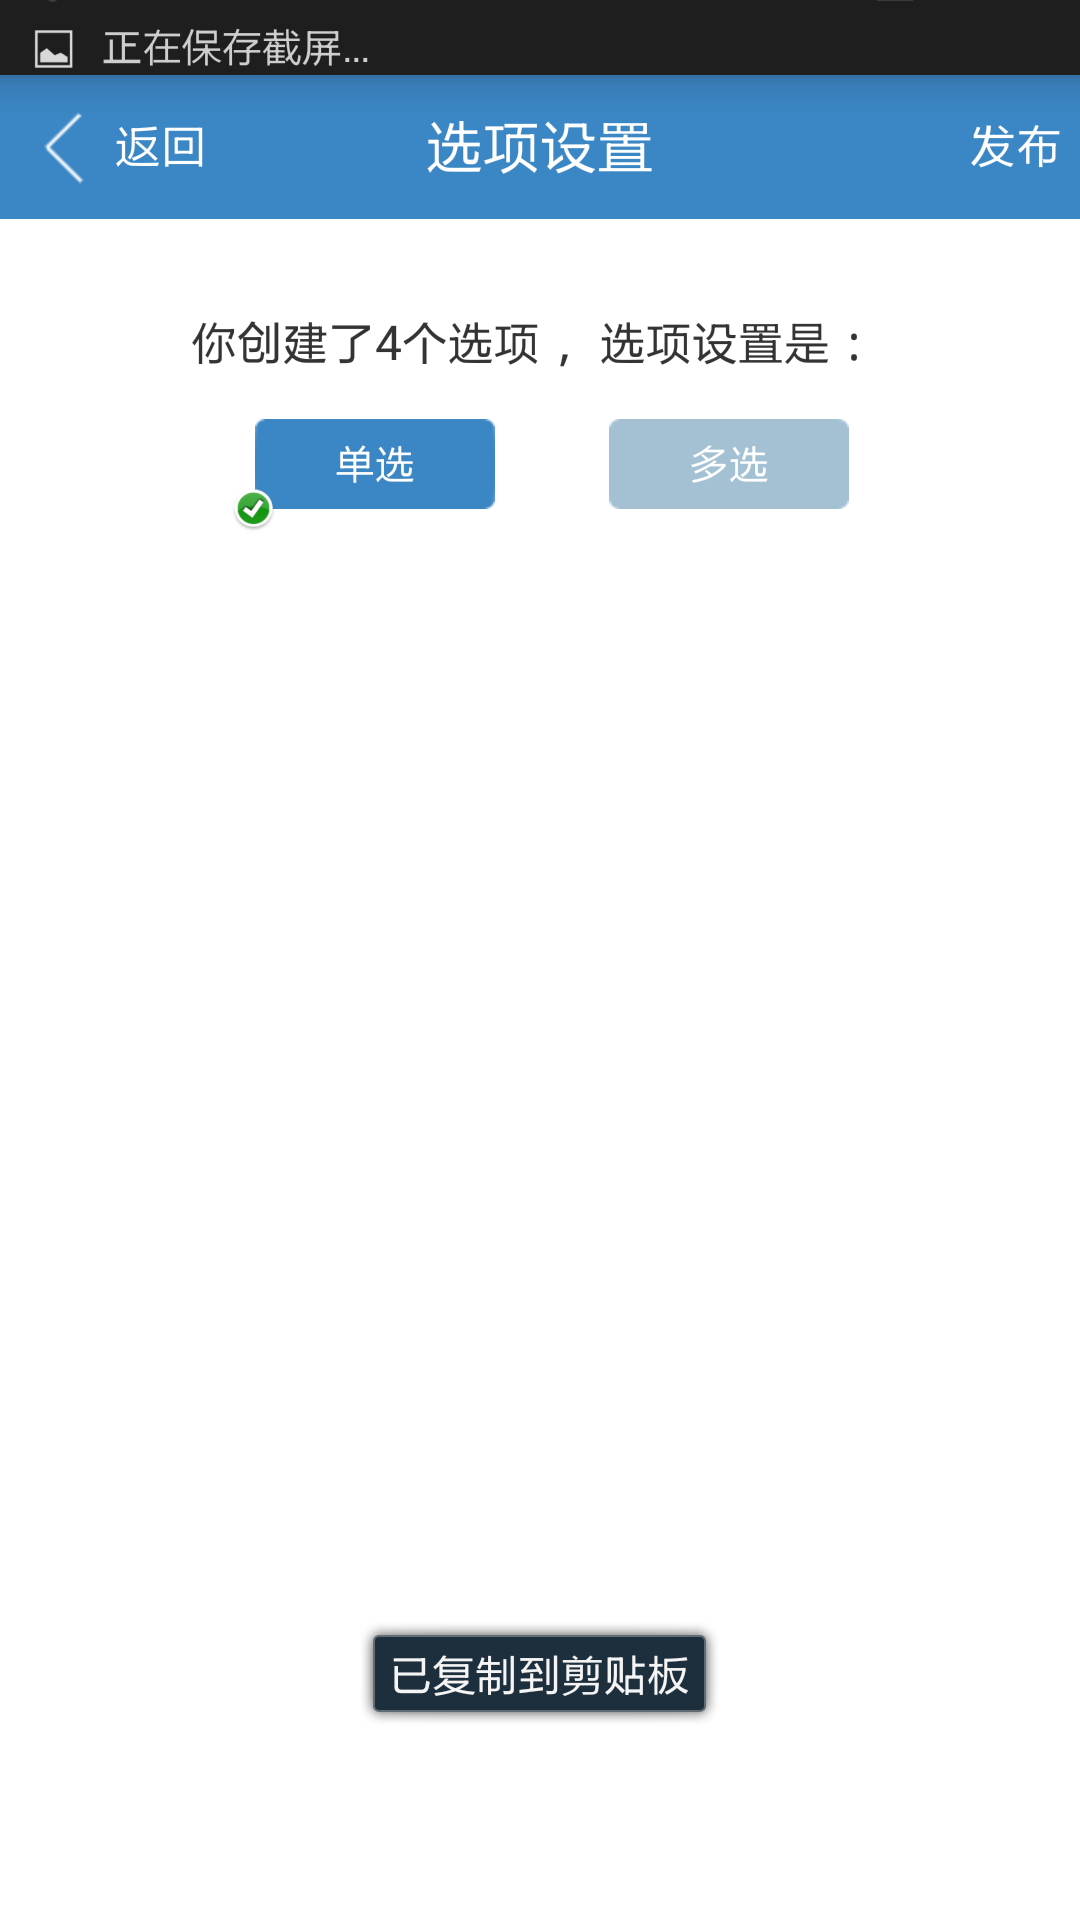 正在保存截屏...
返回 选项设置 发布
你创建了4个选项，选项设置是：
单选 多选
已复制到剪贴板